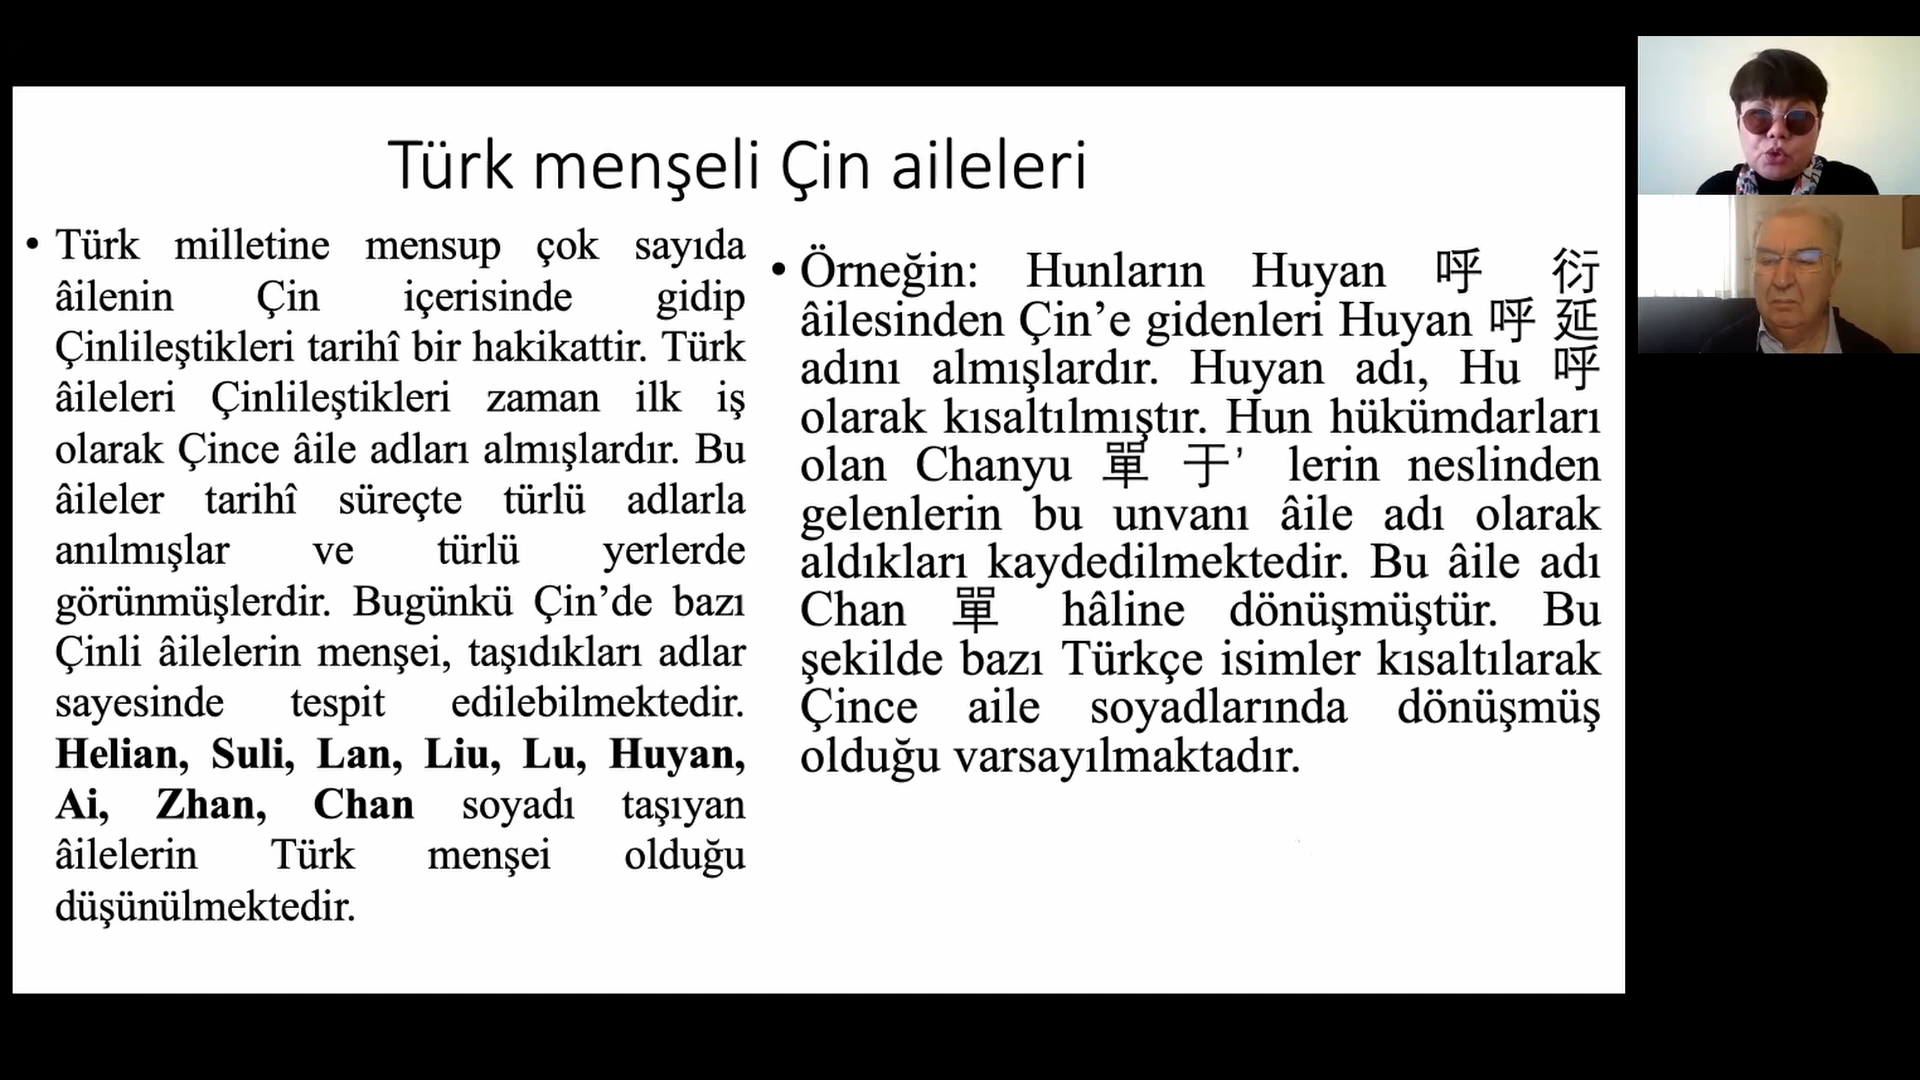 Türk menşeli Çin aileleri
• Türk milletine mensup çok sayıda
âilenin Çin içerisinde gidip
Çinlileştikleri tarihî bir hakikattir. Türk
âileleri Çinlileştikleri zaman ilk iş
olarak Çince âile adları almışlardır. Bu
âileler tarihî süreçte türlü adlarla
anılmışlar ve türlü yerlerde
görünmüşlerdir. Bugünkü Çin’de bazı
Çinli âilelerin menşei, taşıdıkları adlar
sayesinde tespit edilebilmektedir.
Helian, Suli, Lan, Liu, Lu, Huyan,
Ai, Zhan, Chan soyadı taşıyan
âilelerin Türk menşei olduğu
düşünülmektedir.
• Örneğin: Hunların Huyan 呼 衍
âilesinden Çin’e gidenleri Huyan 呼 延
adını almışlardır. Huyan adı, Hu 呼
olarak kısaltılmıştır. Hun hükümdarları
olan Chanyu 單 于’ lerin neslinden
gelenlerin bu unvanı âile adı olarak
aldıkları kaydedilmektedir. Bu âile adı
Chan 單 hâline dönüşmüştür. Bu
şekilde bazı Türkçe isimler kısaltılarak
Çince aile soyadlarında dönüşmüş
olduğu varsayılmaktadır.